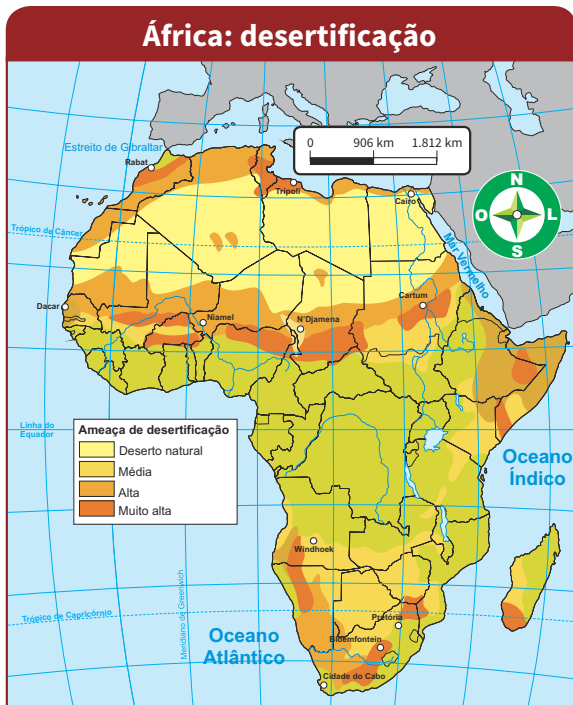 África: desertificação
0 906 km 1.812 km
Estreito de Gibraltar
Rabat
Trípoli
Cairo
N
O L
S
Trópico de Câncer
Mar Vermelho
Dacar
Niamei
N'Djamena
Cartum
Linha do
Equador
Ameaça de desertificação
Deserto natural
Média
Alta
Muito alta
Oceano
Índico
Windhoek
Meridiano de Greenwich
Trópico de Capricórnio
Pretória
Oceano
Atlântico
Bloemfontein
Cidade do Cabo